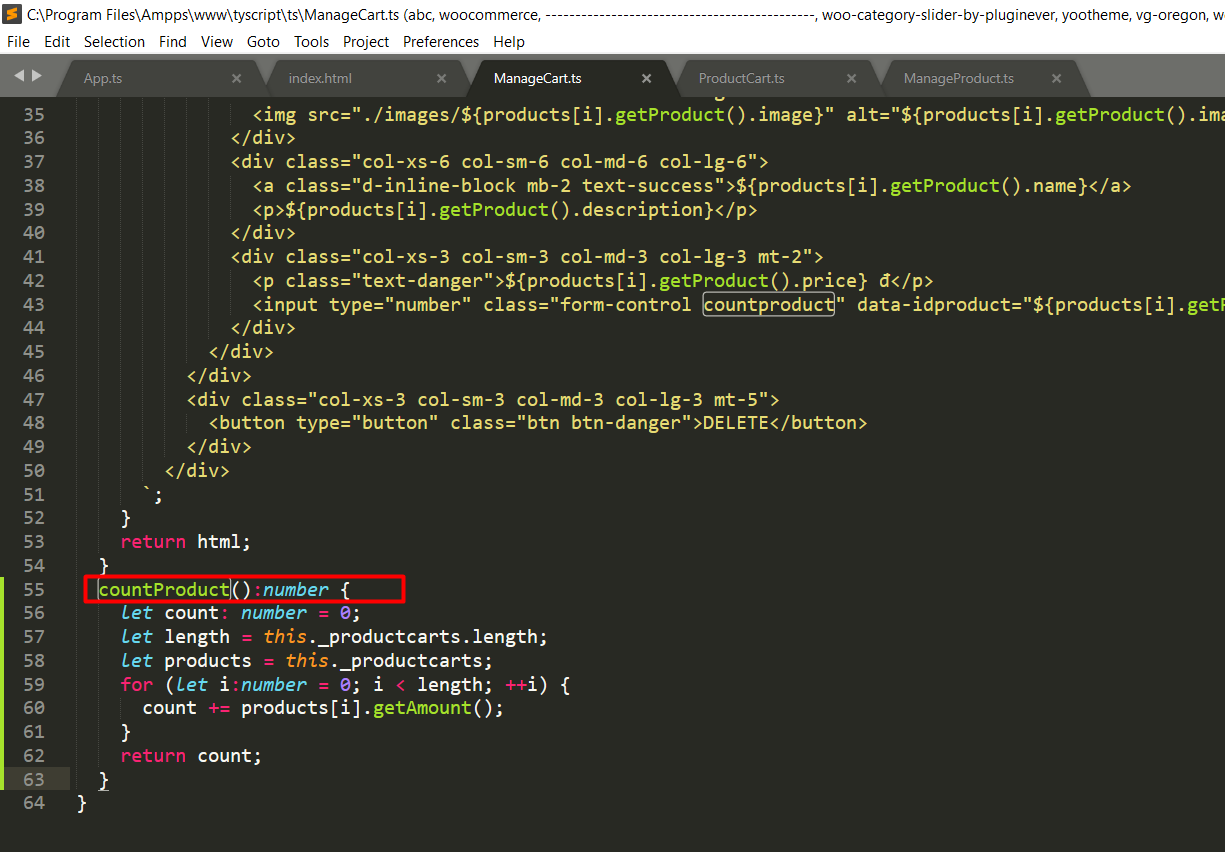 C:\Program Files\Ampps\www\tyscript\ts\ManageCart.ts (abc, woocommerce, -------------------------------------------, woo-category-slider-by-pluginever, yootheme, vg-oregon, w
File Edit Selection Find View Goto Tools Project Preferences Help
App.ts × index.html × ManageCart.ts × ProductCart.ts × ManageProduct.ts ×
35 <img src="./images/${products[i].getProduct().image}" alt="${products[i].getProduct().ima
36 </div>
37 <div class="col-xs-6 col-sm-6 col-md-6 col-lg-6">
38 <a class="d-inline-block mb-2 text-success">${products[i].getProduct().name}</a>
39 <p>${products[i].getProduct().description}</p>
40 </div>
41 <div class="col-xs-3 col-sm-3 col-md-3 col-lg-3 mt-2">
42 <p class="text-danger">${products[i].getProduct().price} đ</p>
43 <input type="number" class="form-control countproduct" data-idproduct="${products[i].getP
44 </div>
45 </div>
46 </div>
47 <div class="col-xs-3 col-sm-3 col-md-3 col-lg-3 mt-5">
48 <button type="button" class="btn btn-danger">DELETE</button>
49 </div>
50 </div>
51 `;
52 }
53 return html;
54 }
55 countProduct():number {
56 let count: number = 0;
57 let length = this._productcarts.length;
58 let products = this._productcarts;
59 for (let i:number = 0; i < length; ++i) {
60 count += products[i].getAmount();
61 }
62 return count;
63 }
64 }